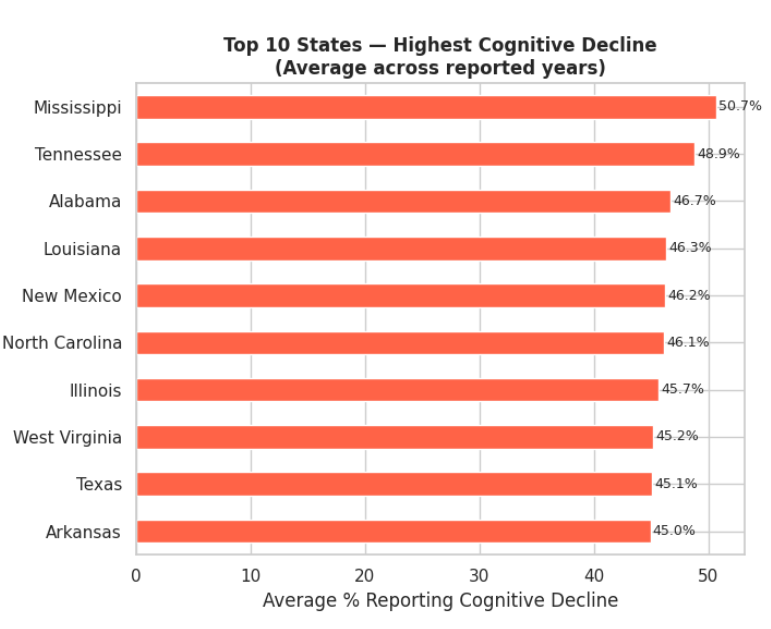 Top 10 States — Highest Cognitive Decline
(Average across reported years)
Mississippi 50.7%
Tennessee 48.9%
Alabama 46.7%
Louisiana 46.3%
New Mexico 46.2%
North Carolina 46.1%
Illinois 45.7%
West Virginia 45.2%
Texas 45.1%
Arkansas 45.0%
0 10 20 30 40 50
Average % Reporting Cognitive Decline